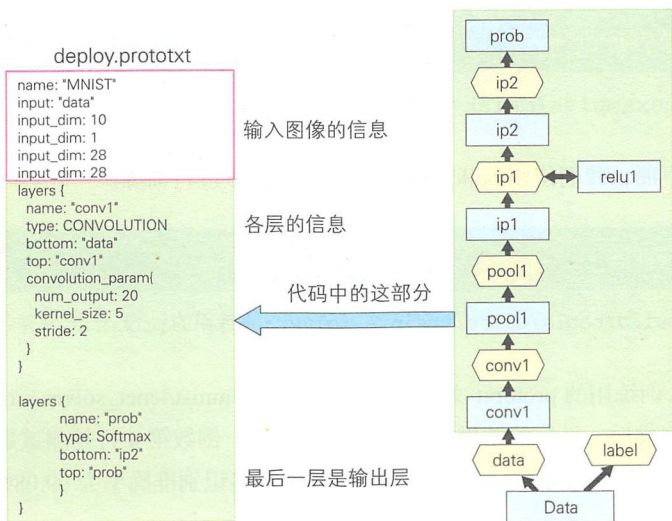 deploy.prototxt
name: "MNIST"
input: "data"
input_dim: 10
input_dim: 1
input_dim: 28
input_dim: 28
layers {
name: "conv1"
type: CONVOLUTION
bottom: "data"
top: "conv1"
convolution_param{
num_output: 20
kernel_size: 5
stride: 2
}
}
layers {
name: "prob"
type: Softmax
bottom: "ip2"
top: "prob"
}
}
输入图像的信息
各层的信息
代码中的这部分
最后一层是输出层
prob
ip2
ip2
ip1
relu1
ip1
pool1
pool1
conv1
conv1
data
label
Data